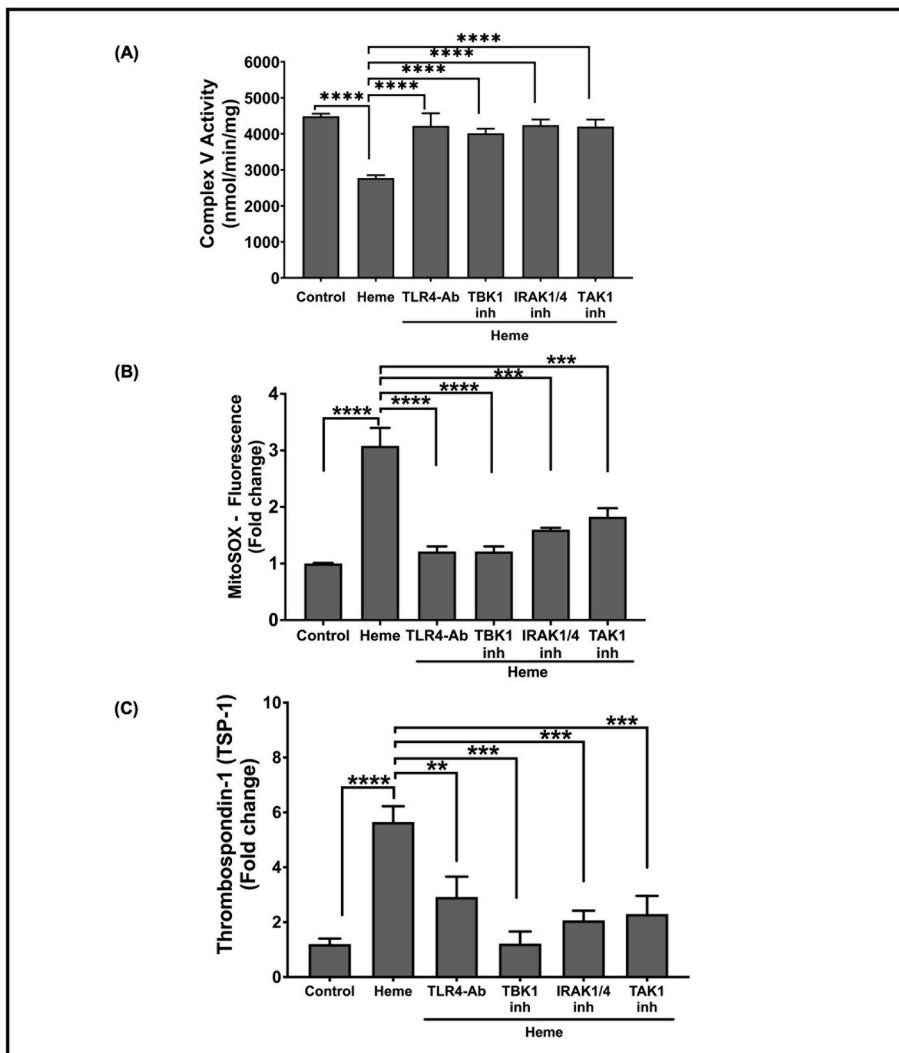 (A)
****
****
****
****
****
Complex V Activity
(nmol/min/mg)
6000
5000
4000
3000
2000
1000
0
Control Heme TLR4-Ab TBK1 IRAK1/4 TAK1
inh inh inh
Heme
(B)
***
***
****
****
****
MitoSOX - Fluorescence
(Fold change)
4
3
2
1
0
Control Heme TLR4-Ab TBK1 IRAK1/4 TAK1
inh inh inh
Heme
(C)
***
***
***
**
****
Thrombospondin-1 (TSP-1)
(Fold change)
10
8
6
4
2
0
Control Heme TLR4-Ab TBK1 IRAK1/4 TAK1
inh inh inh
Heme